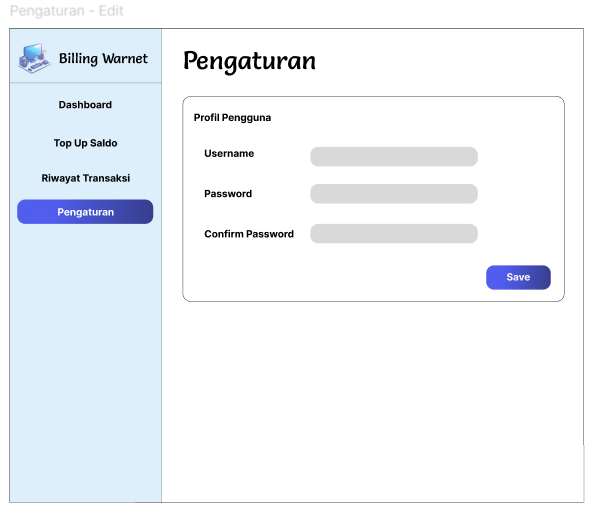 Pengaturan - Edit
Billing Warnet
Pengaturan
Dashboard
Top Up Saldo
Riwayat Transaksi
Pengaturan
Profil Pengguna
Username
Password
Confirm Password
Save